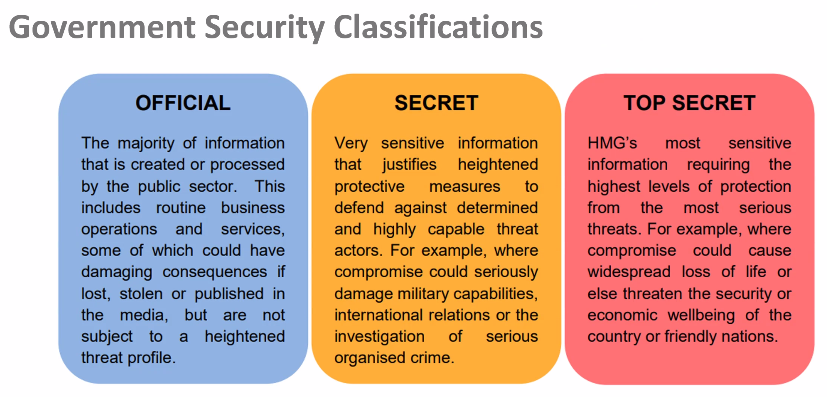 Government Security Classifications
OFFICIAL
The majority of information
that is created or processed
by the public sector. This
includes routine business
operations and services,
some of which could have
damaging consequences if
lost, stolen or published in
the media, but are not
subject to a heightened
threat profile.
SECRET
Very sensitive information
that justifies heightened
protective measures to
defend against determined
and highly capable threat
actors. For example, where
compromise could seriously
damage military capabilities,
international relations or the
investigation of serious
organised crime.
TOP SECRET
HMG's most sensitive
information requiring the
highest levels of protection
from the most serious
threats. For example, where
compromise could cause
widespread loss of life or
else threaten the security or
economic wellbeing of the
country or friendly nations.